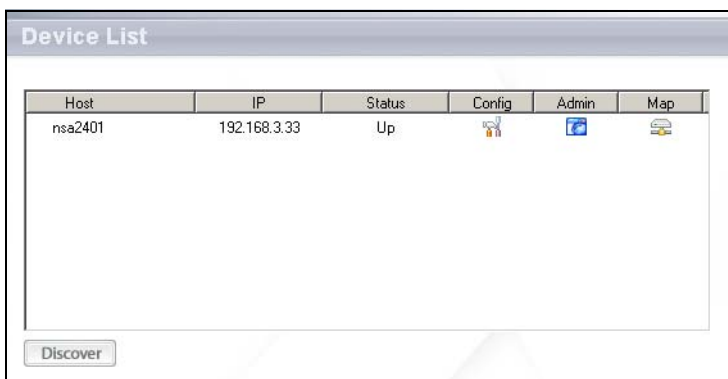 Device List
Host IP Status Config Admin Map
nsa2401 192.168.3.33 Up
Discover